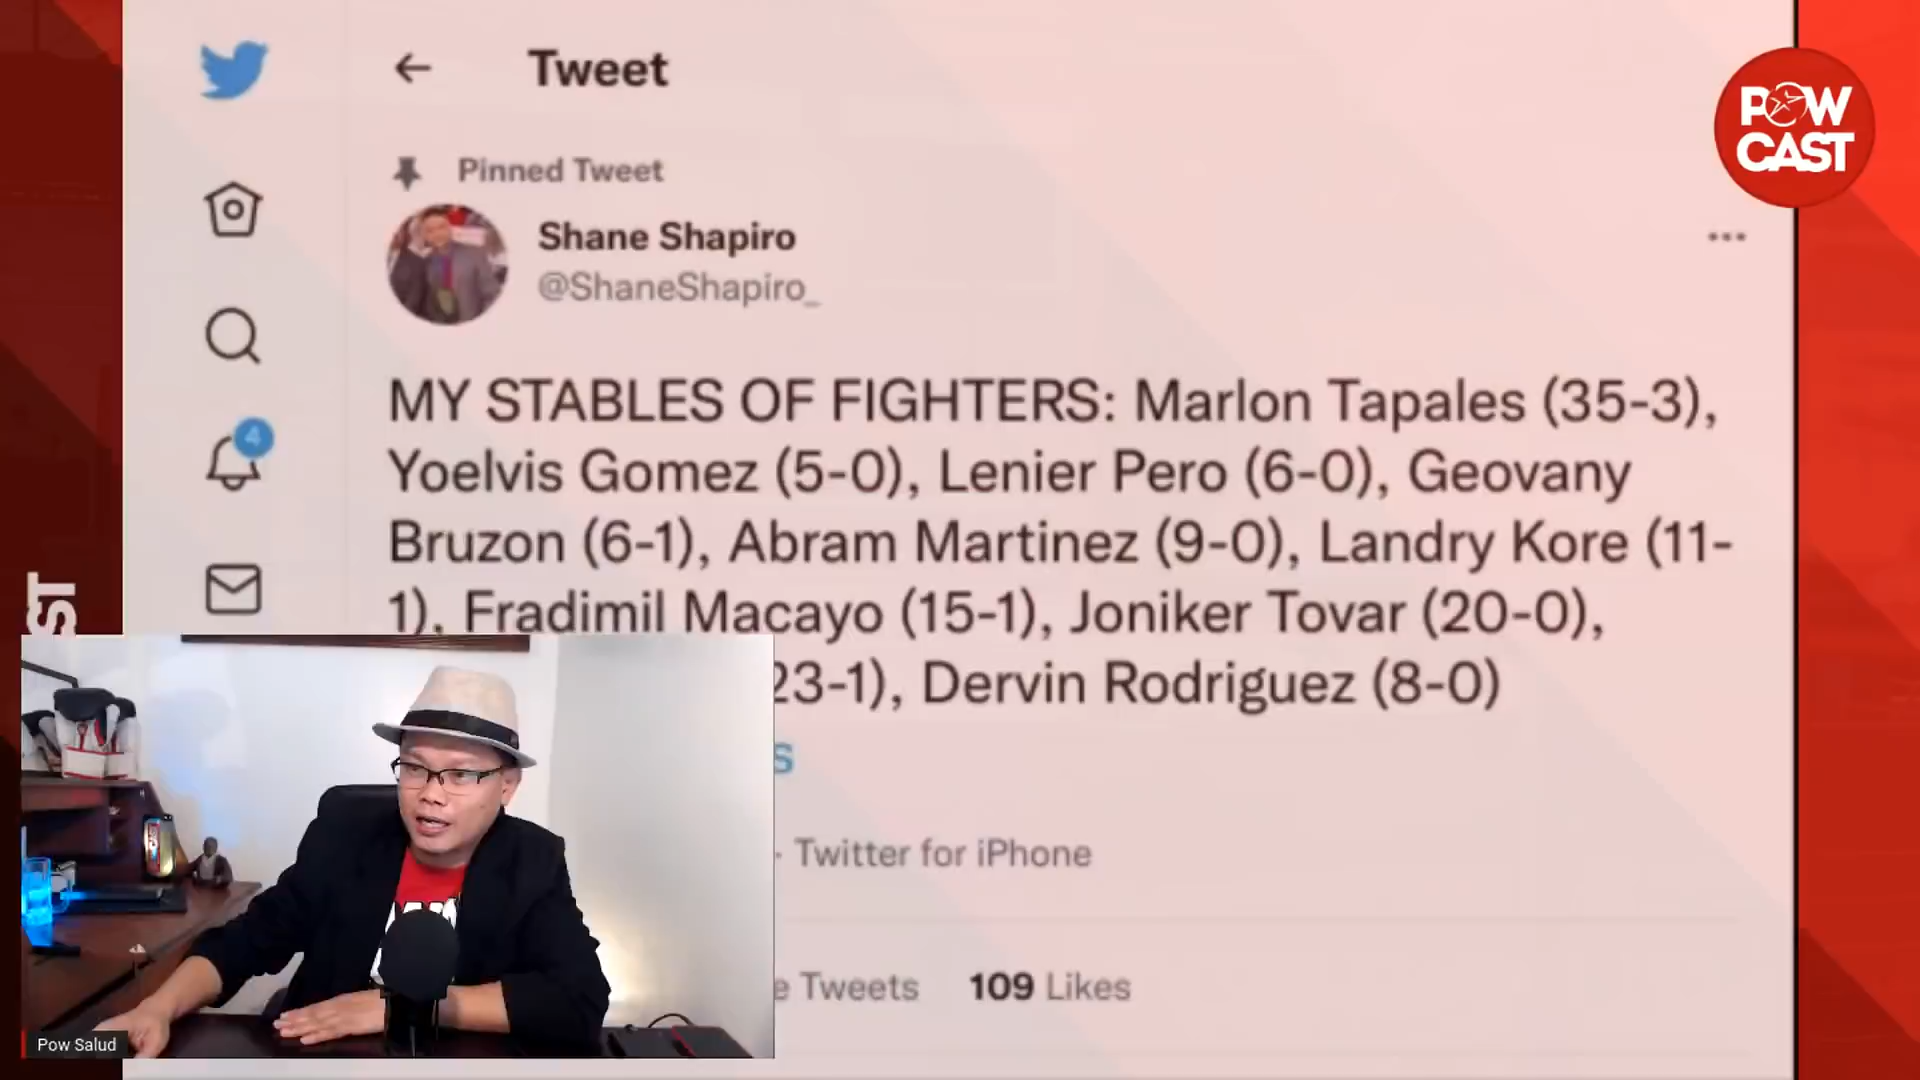 Tweet
POW
CAST
Pinned Tweet
Shane Shapiro
@ShaneShapiro_
MY STABLES OF FIGHTERS: Marlon Tapales (35-3),
Yoelvis Gomez (5-0), Lenier Pero (6-0), Geovany
4
Bruzon (6-1), Abram Martinez (9-0), Landry Kore (11-
1), Fradimil Macayo (15-1), Joniker Tovar (20-0),
23-1), Dervin Rodriguez (8-0)
· Twitter for iPhone
Tweets 109 Likes
Pow Salud